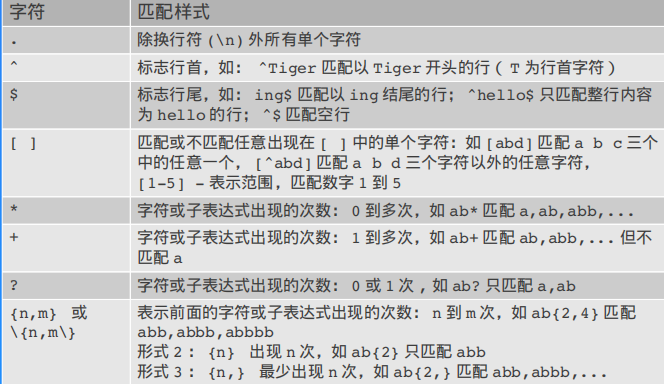 字符 匹配样式
. 除换行符(\n)外所有单个字符
^ 标志行首，如： ^Tiger 匹配以 Tiger 开头的行( T 为行首字符)
$ 标志行尾，如： ing$ 匹配以 ing 结尾的行； ^hello$ 只匹配整行内容
为 hello 的行；^$ 匹配空行
[ ] 匹配或不匹配任意出现在 [ ] 中的单个字符：如 [abd] 匹配 a b c 三个
中的任意一个，[^abd] 匹配 a b d 三个字符以外的任意字符，
[1-5] - 表示范围，匹配数字 1 到 5
* 字符或子表达式出现的次数： 0 到多次，如 ab* 匹配 a,ab,abb,...
+ 字符或子表达式出现的次数： 1 到多次，如 ab+ 匹配 ab,abb,... 但不
匹配 a
? 字符或子表达式出现的次数： 0 或 1 次 , 如 ab? 只匹配 a,ab
{n,m} 或 表示前面的字符或子表达式出现的次数： n 到 m 次，如 ab{2,4} 匹配
\{n,m\} abb,abbb,abbbb
形式 2 ： {n} 出现 n 次，如 ab{2} 只匹配 abb
形式 3 ： {n,} 最少出现 n 次，如 ab{2,} 匹配 abb,abbb,...